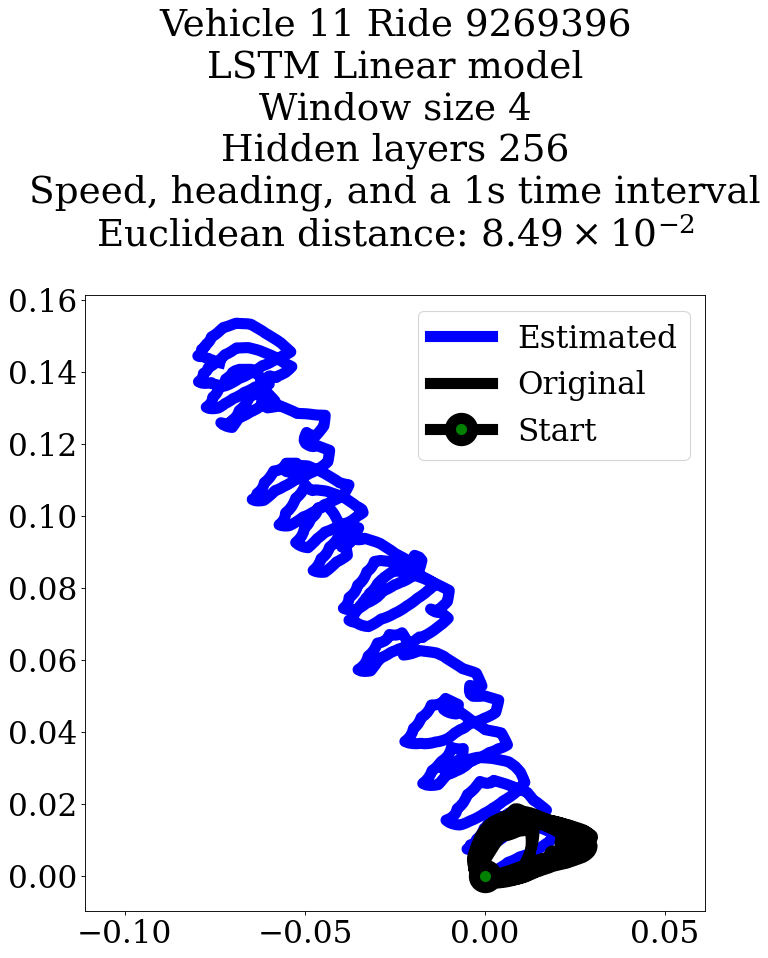 Vehicle 11 Ride 9269396
LSTM Linear model
Window size 4
Hidden layers 256
Speed, heading, and a 1s time interval
Euclidean distance: 8.49 × 10⁻²
Estimated
Original
Start
0.16
0.14
0.12
0.10
0.08
0.06
0.04
0.02
0.00
−0.10 −0.05 0.00 0.05